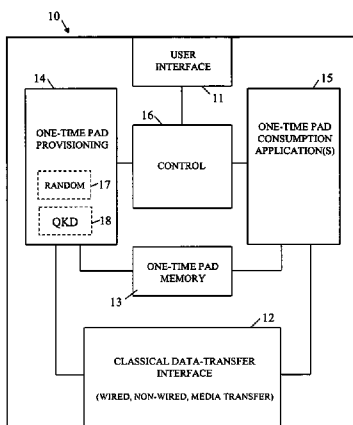 10
USER
INTERFACE
11
14
ONE-TIME PAD
PROVISIONING
RANDOM
17
QKD
18
16
CONTROL
15
ONE-TIME PAD
CONSUMPTION
APPLICATION(S)
ONE-TIME PAD
MEMORY
13
12
CLASSICAL DATA-TRANSFER
INTERFACE
(WIRED, NON-WIRED, MEDIA TRANSFER)